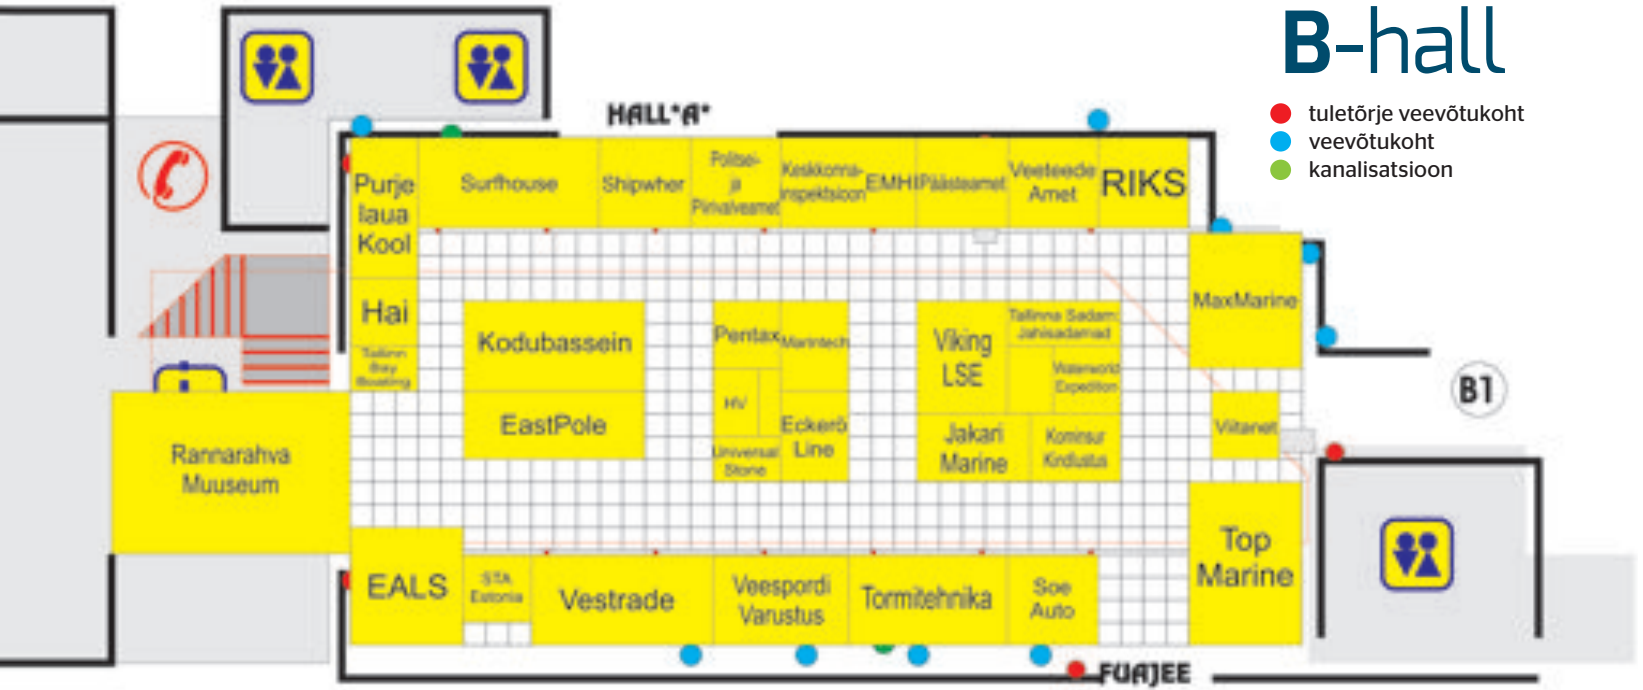 B-hall
tuletõrje veevõtukoht
veevõtukoht
kanalisatsioon
HALL"A"
Purje
laua
Kool
Surfhouse
Shipwher
Politsei-
ja
Piirivalveamet
Keskkonna-
inspektsioon
EMHI
Päästeamet
Veeteede
Amet
RIKS
Hai
Tallinn
Bay
Boating
Kodubassein
EastPole
Pentax
Marintech
HV
Universal
Stone
Eckerö
Line
Viking
LSE
Tallinna Sadam;
Jahisadamad
Waterworld
Expedition
Jakari
Marine
Kominsur
Kindlustus
MaxMarine
Viitanet
B1
Rannarahva
Muuseum
EALS
STA
Estonia
Vestrade
Veespordi
Varustus
Tormitehnika
Soe
Auto
Top
Marine
FUAJEE